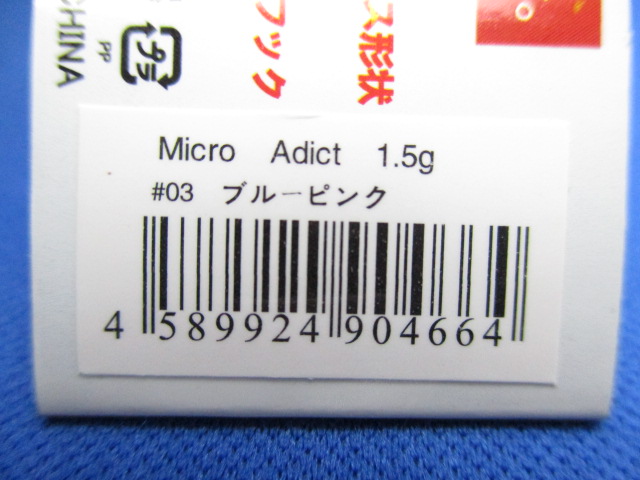 CHINA
プラ
PP
フック
ス形状
Micro Adict 1.5g
#03 ブルーピンク
4 589924 904664